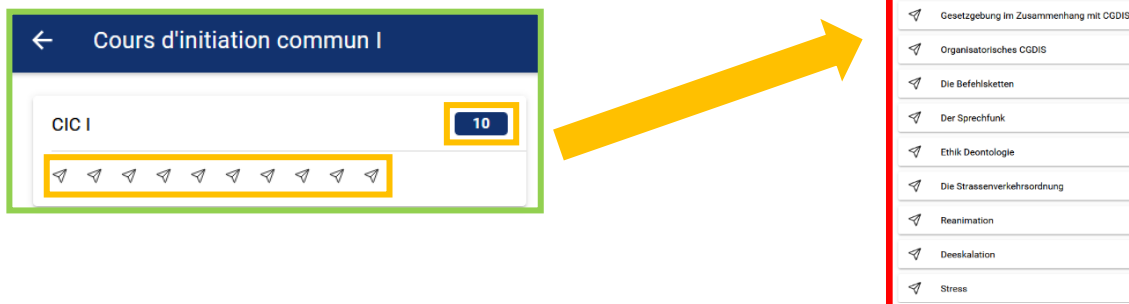 Cours d'initiation commun I
CIC I
10
Gesetzgebung im Zusammenhang mit CGDIS
Organisatorisches CGDIS
Die Befehlsketten
Der Sprechfunk
Ethik Deontologie
Die Strassenverkehrsordnung
Reanimation
Deeskalation
Stress